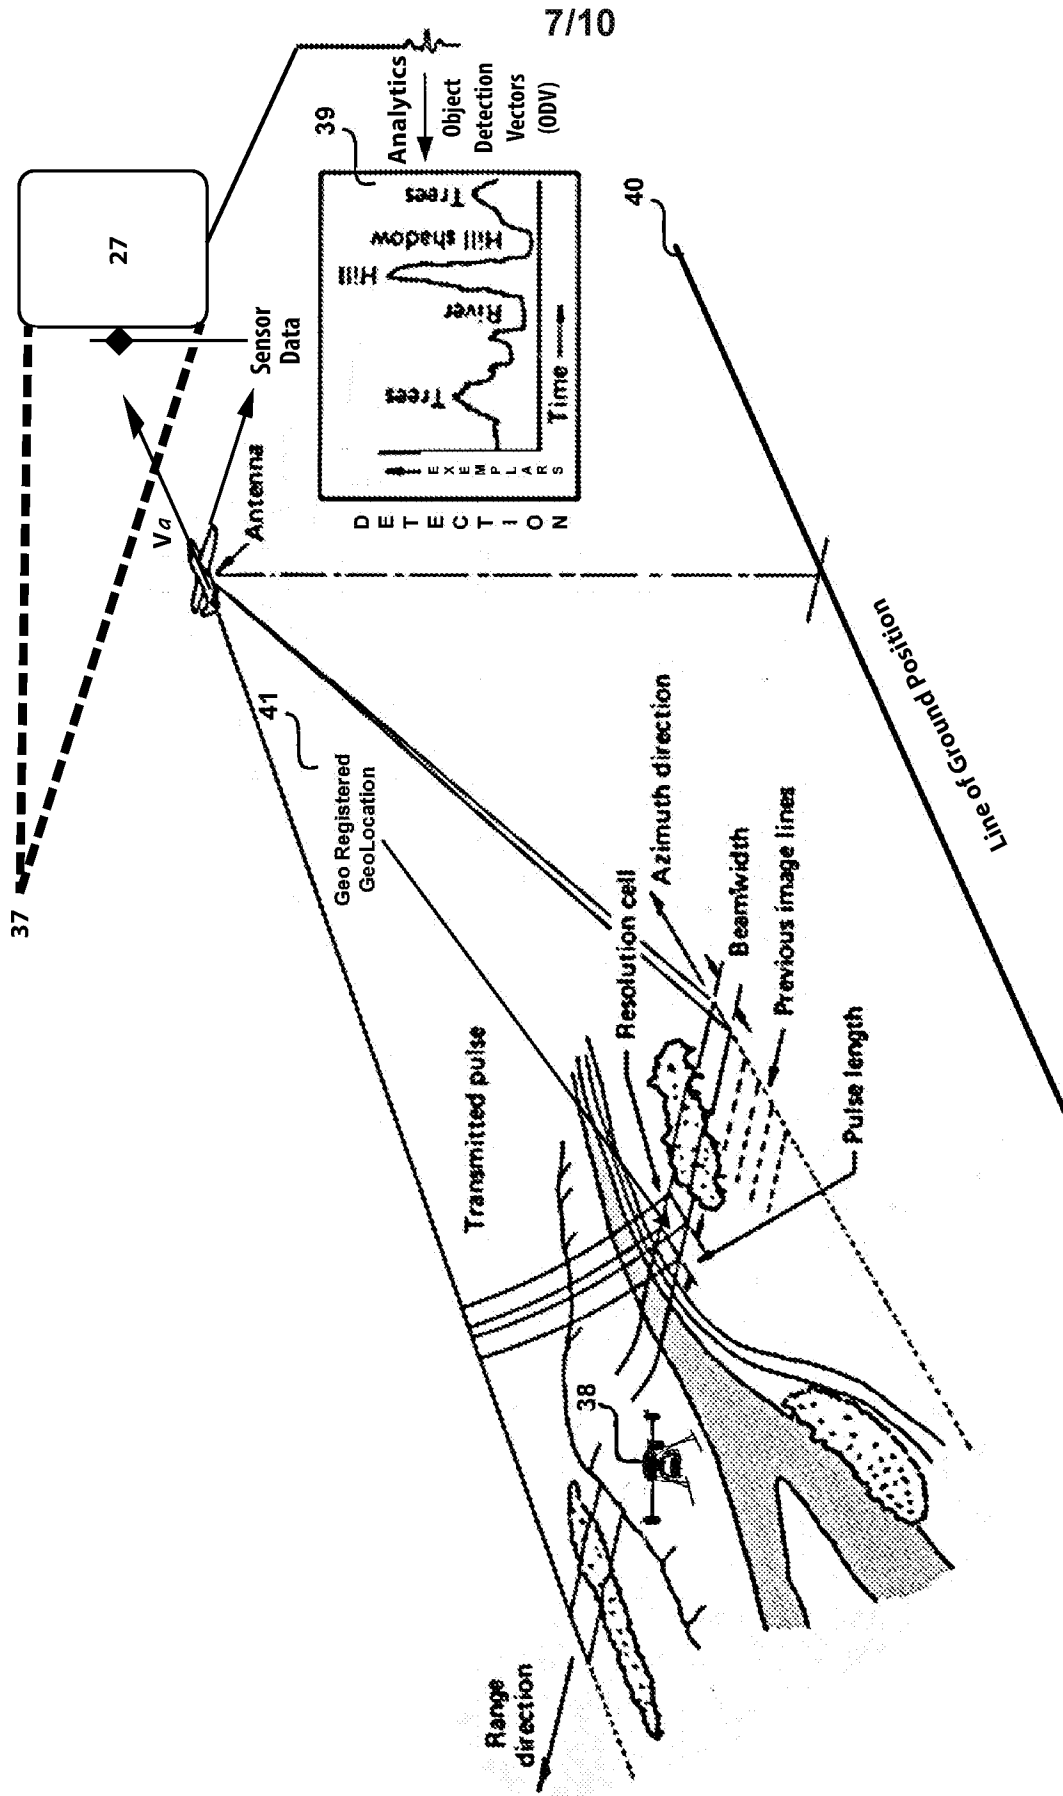 7/10
37
27
Va
Sensor
Data
Antenna
Analytics
Object
Detection
Vectors
(ODV)
39
DETECTION
EXEMPLARS
Trees
River
Hill
Hill shadow
Trees
Time
40
41
Geo Registered
GeoLocation
Transmitted pulse
Resolution cell
Azimuth direction
Beamwidth
Previous image lines
Pulse length
Line of Ground Position
38
Range
direction